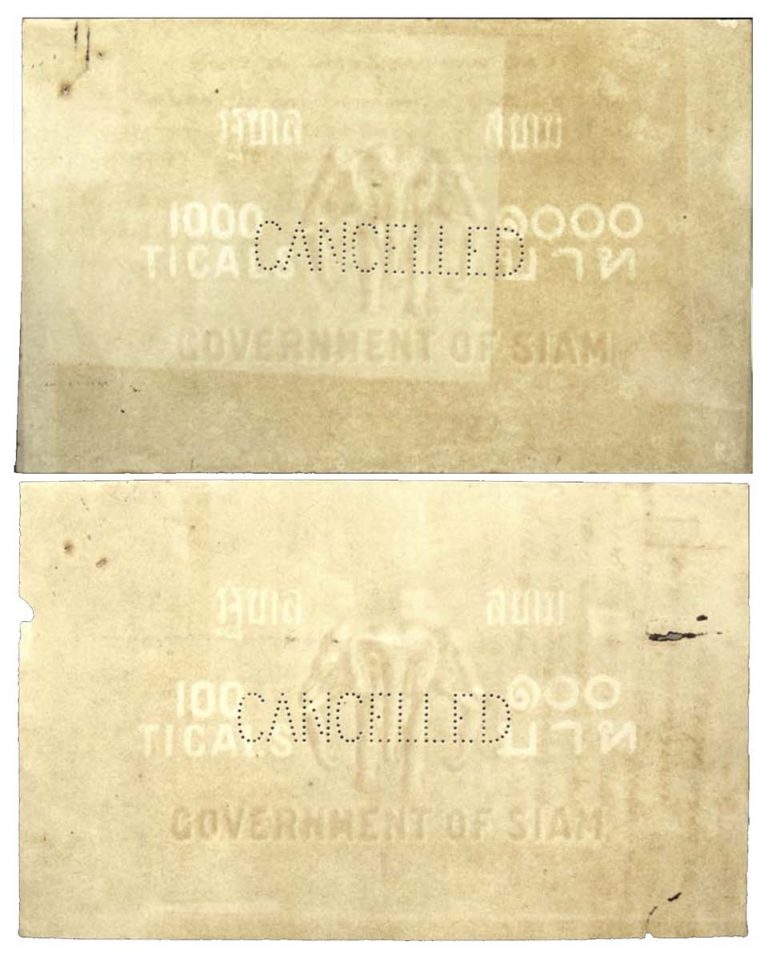 รัฐบาล สยาม
1000 ๑๐๐๐
CANCELLED
TICALS บาท
GOVERNMENT OF SIAM
รัฐบาล สยาม
100 ๑๐๐
CANCELLED
TICALS บาท
GOVERNMENT OF SIAM